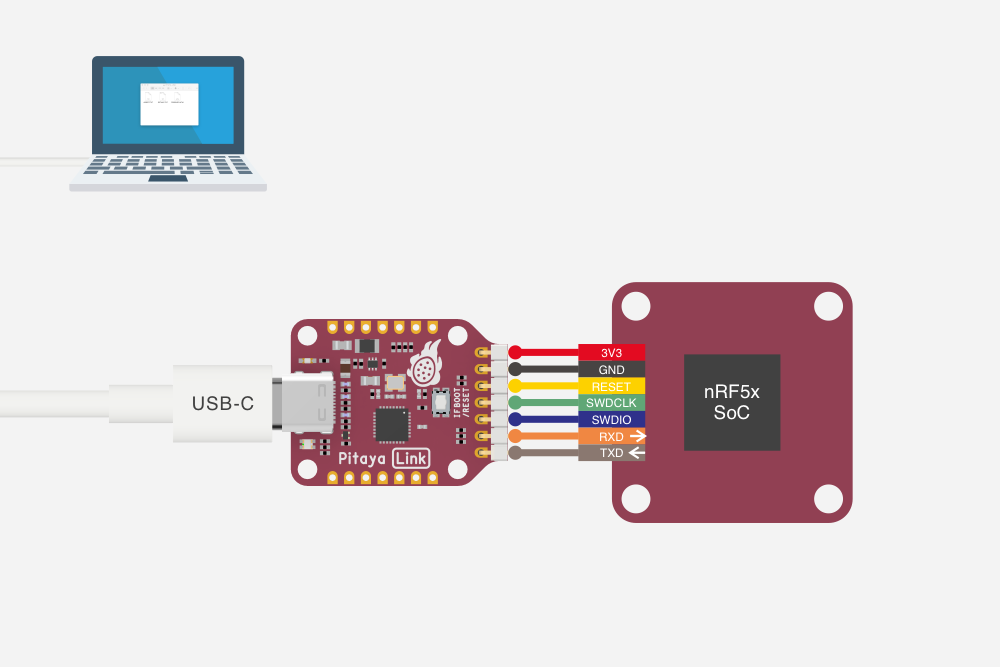 USB-C
IF BOOT
/RESET
Pitaya Link
3V3
GND
RESET
SWDCLK
SWDIO
RXD
TXD
nRF5x
SoC